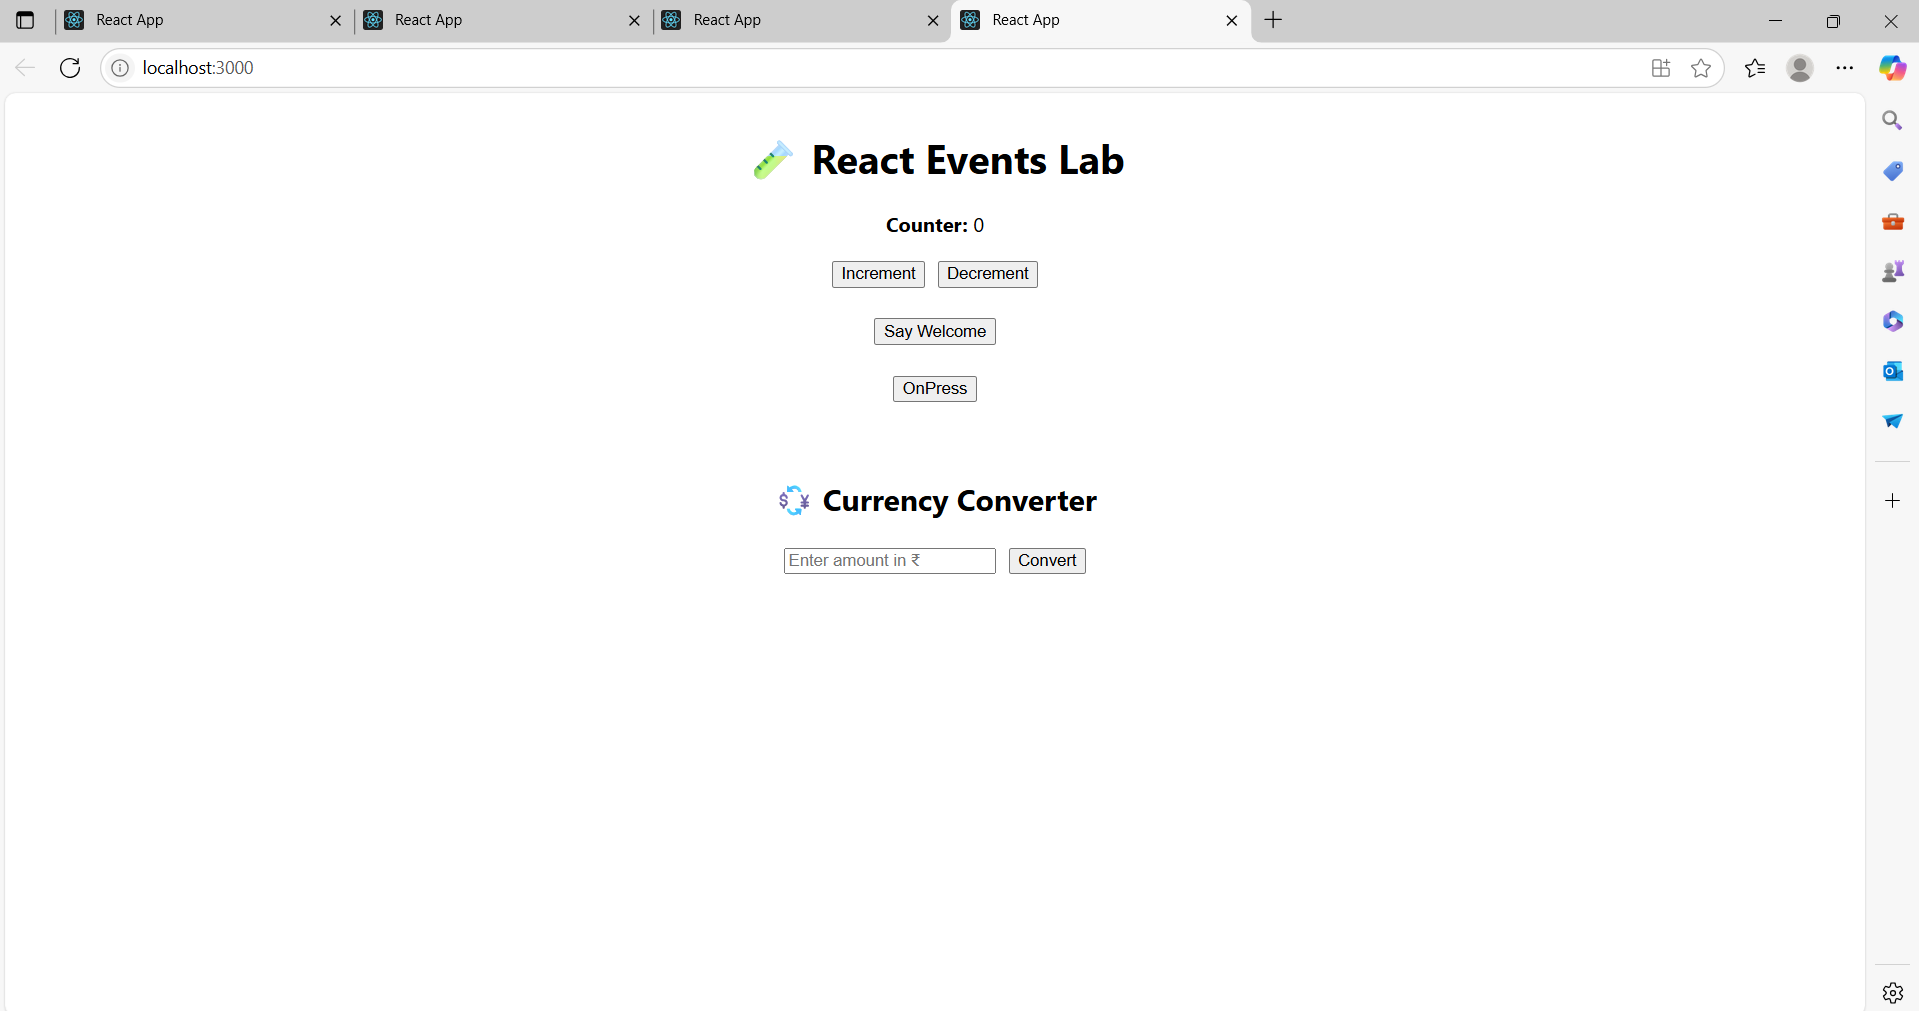 React App React App React App React App
localhost:3000
React Events Lab
Counter: 0
Increment Decrement
Say Welcome
OnPress
Currency Converter
Enter amount in ₹ Convert